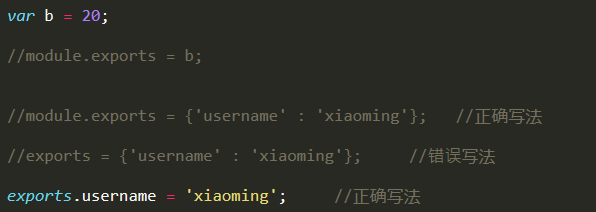 var b = 20;
//module.exports = b;
//module.exports = {'username' : 'xiaoming'}; //正确写法
//exports = {'username' : 'xiaoming'}; //错误写法
exports.username = 'xiaoming'; //正确写法